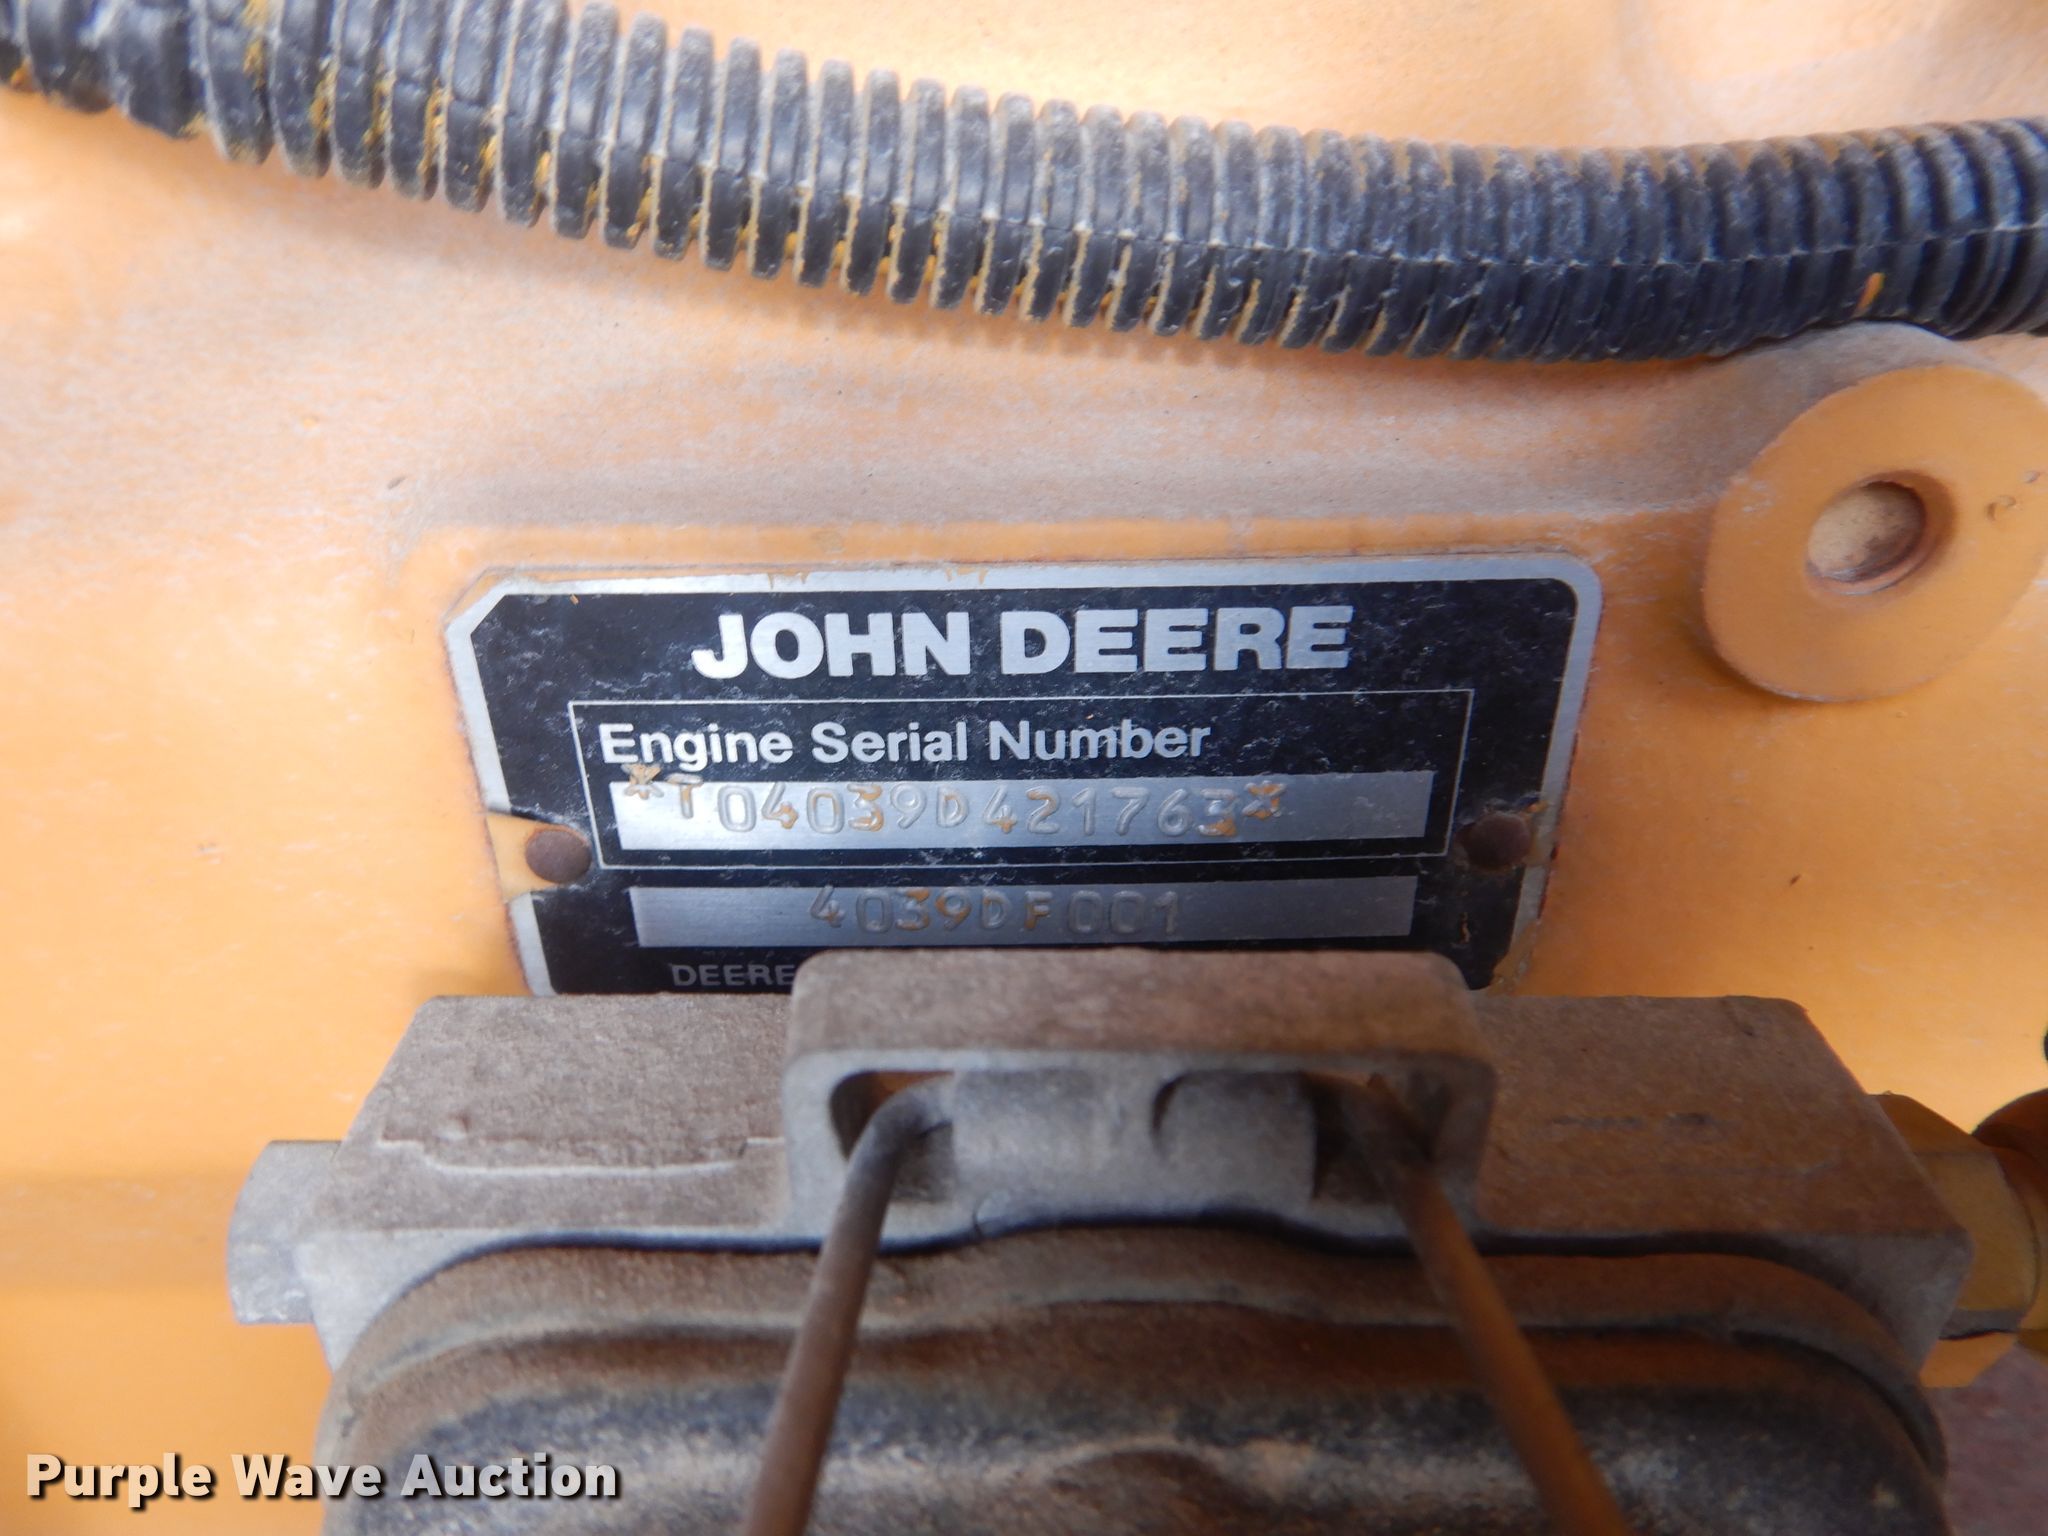 JOHN DEERE
Engine Serial Number
*T04039D421763*
4039DF001
DEERE
Purple Wave Auction